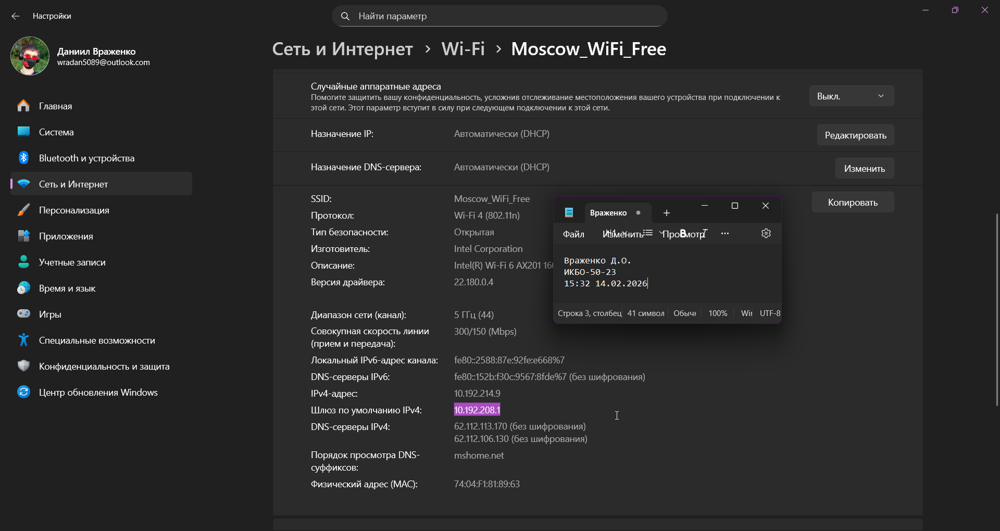 Настройки
Найти параметр
Даниил Враженко
wradan5089@outlook.com
Главная
Система
Bluetooth и устройства
Сеть и Интернет
Персонализация
Приложения
Учетные записи
Время и язык
Игры
Специальные возможности
Конфиденциальность и защита
Центр обновления Windows
Сеть и Интернет > Wi-Fi > Moscow_WiFi_Free
Случайные аппаратные адреса
Помогите защитить вашу конфиденциальность, усложнив отслеживание местоположения вашего устройства при подключении к
этой сети. Этот параметр вступит в силу при следующем подключении к этой сети.
Выкл.
Назначение IP: Автоматически (DHCP)
Редактировать
Назначение DNS-сервера: Автоматически (DHCP)
Изменить
SSID: Moscow_WiFi_Free
Копировать
Протокол: Wi-Fi 4 (802.11n)
Тип безопасности: Открытая
Изготовитель: Intel Corporation
Описание: Intel(R) Wi-Fi 6 AX201 16
Версия драйвера: 22.180.0.4
Диапазон сети (канал): 5 ГГц (44)
Совокупная скорость линии 300/150 (Mbps)
(прием и передача):
Локальный IPv6-адрес канала: fe80::2588:87e:92fe:e668%7
DNS-серверы IPv6: fe80::152b:f30c:9567:8fde%7 (без шифрования)
IPv4-адрес: 10.192.214.9
Шлюз по умолчанию IPv4: 10.192.208.1
DNS-серверы IPv4: 62.112.113.170 (без шифрования)
62.112.106.130 (без шифрования)
Порядок просмотра DNS- mshome.net
суффиксов:
Физический адрес (MAC): 74:04:F1:81:89:63
Враженко
Файл Изменить Просмотр
Враженко Д.О.
ИКБО-50-23
15:32 14.02.2026
Строка 3, столбец 41 символ Обычн 100% Win UTF-8